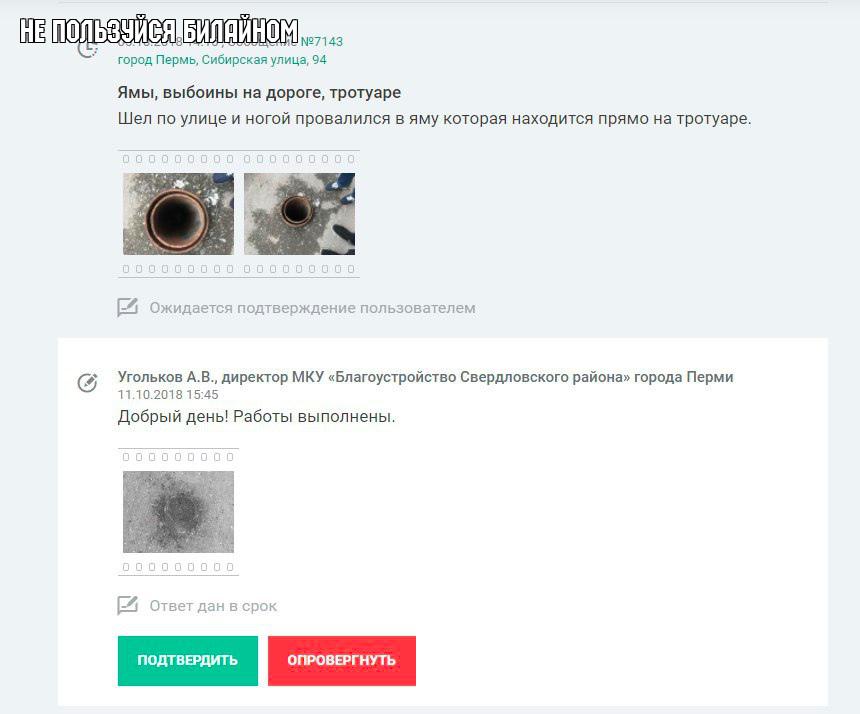 НЕ ПОЛЬЗУЙСЯ БИЛАЙНОМ
№7143
город Пермь, Сибирская улица, 94
Ямы, выбоины на дороге, тротуаре
Шел по улице и ногой провалился в яму которая находится прямо на тротуаре.
Ожидается подтверждение пользователем
Угольков А.В., директор МКУ «Благоустройство Свердловского района» города Перми
11.10.2018 15:45
Добрый день! Работы выполнены.
Ответ дан в срок
ПОДТВЕРДИТЬ ОПРОВЕРГНУТЬ